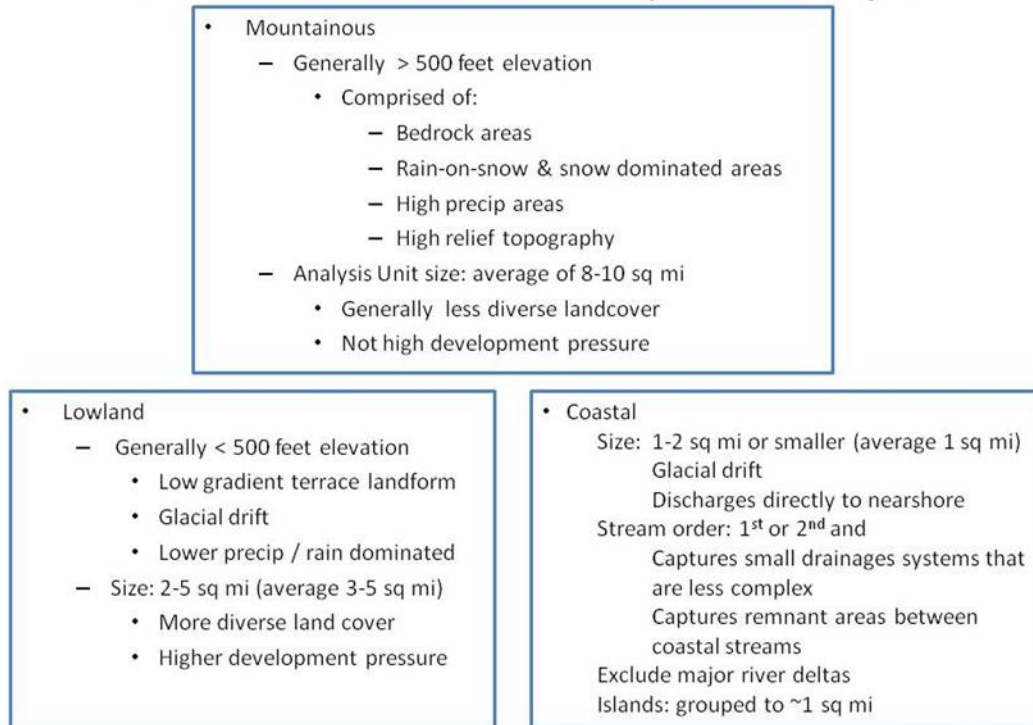 • Mountainous
– Generally > 500 feet elevation
• Comprised of:
– Bedrock areas
– Rain-on-snow & snow dominated areas
– High precip areas
– High relief topography
– Analysis Unit size: average of 8-10 sq mi
• Generally less diverse landcover
• Not high development pressure
• Lowland
– Generally < 500 feet elevation
• Low gradient terrace landform
• Glacial drift
• Lower precip / rain dominated
– Size: 2-5 sq mi (average 3-5 sq mi)
• More diverse land cover
• Higher development pressure
• Coastal
Size: 1-2 sq mi or smaller (average 1 sq mi)
Glacial drift
Discharges directly to nearshore
Stream order: 1st or 2nd and
Captures small drainages systems that
are less complex
Captures remnant areas between
coastal streams
Exclude major river deltas
Islands: grouped to ~1 sq mi